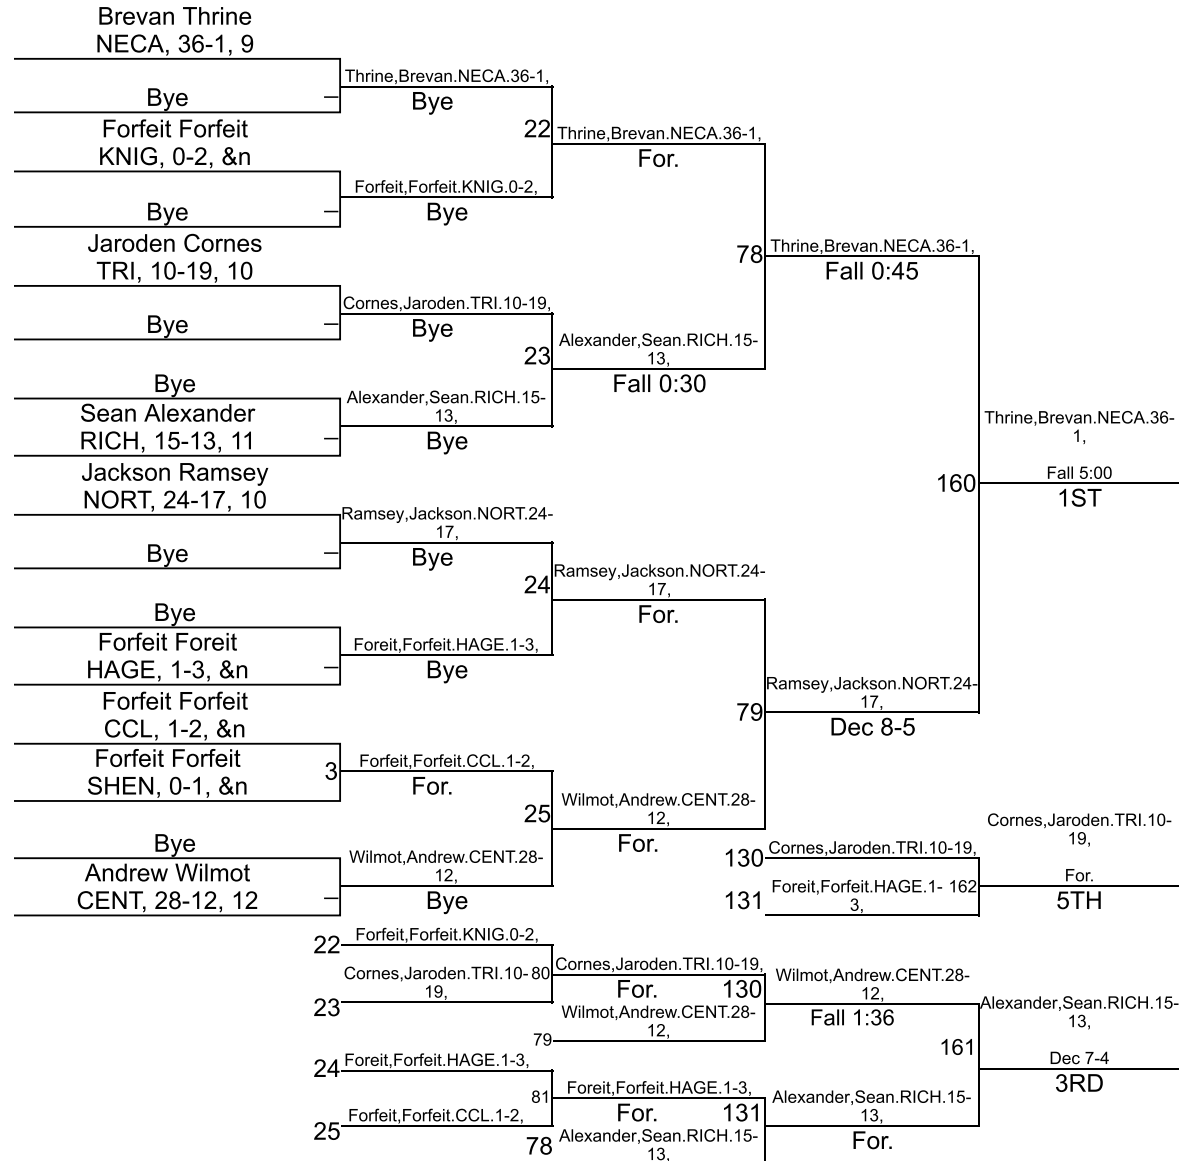 Brevan Thrine
NECA, 36-1, 9
Thrine,Brevan.NECA.36-1,
Bye
Bye
Forfeit Forfeit
KNIG, 0-2, &n
22
Thrine,Brevan.NECA.36-1,
For.
Forfeit,Forfeit.KNIG.0-2,
Bye
Bye
Jaroden Cornes
TRI, 10-19, 10
78
Thrine,Brevan.NECA.36-1,
Fall 0:45
Cornes,Jaroden.TRI.10-19,
Bye
Bye
23
Alexander,Sean.RICH.15-
13,
Fall 0:30
Bye
Sean Alexander
RICH, 15-13, 11
Alexander,Sean.RICH.15-
13,
Bye
Thrine,Brevan.NECA.36-
1,
160
Fall 5:00
1ST
Jackson Ramsey
NORT, 24-17, 10
Ramsey,Jackson.NORT.24-
17,
Bye
Bye
24
Ramsey,Jackson.NORT.24-
17,
For.
Bye
Forfeit Foreit
HAGE, 1-3, &n
Foreit,Forfeit.HAGE.1-3,
Bye
Forfeit Forfeit
CCL, 1-2, &n
79
Ramsey,Jackson.NORT.24-
17,
Dec 8-5
Forfeit Forfeit
SHEN, 0-1, &n
3
Forfeit,Forfeit.CCL.1-2,
For.
25
Wilmot,Andrew.CENT.28-
12,
For.
Bye
Andrew Wilmot
CENT, 28-12, 12
Wilmot,Andrew.CENT.28-
12,
Bye
130
Cornes,Jaroden.TRI.10-19,
131
Foreit,Forfeit.HAGE.1-
3,
162
Cornes,Jaroden.TRI.10-
19,
For.
5TH
22
Forfeit,Forfeit.KNIG.0-2,
23
Cornes,Jaroden.TRI.10-
19,
80
Cornes,Jaroden.TRI.10-19,
For.
130
79
Wilmot,Andrew.CENT.28-
12,
Wilmot,Andrew.CENT.28-
12,
Fall 1:36
161
Alexander,Sean.RICH.15-
13,
Dec 7-4
3RD
24
Foreit,Forfeit.HAGE.1-3,
25
Forfeit,Forfeit.CCL.1-2,
81
Foreit,Forfeit.HAGE.1-3,
For.
131
78
Alexander,Sean.RICH.15-
13,
Alexander,Sean.RICH.15-
13,
For.